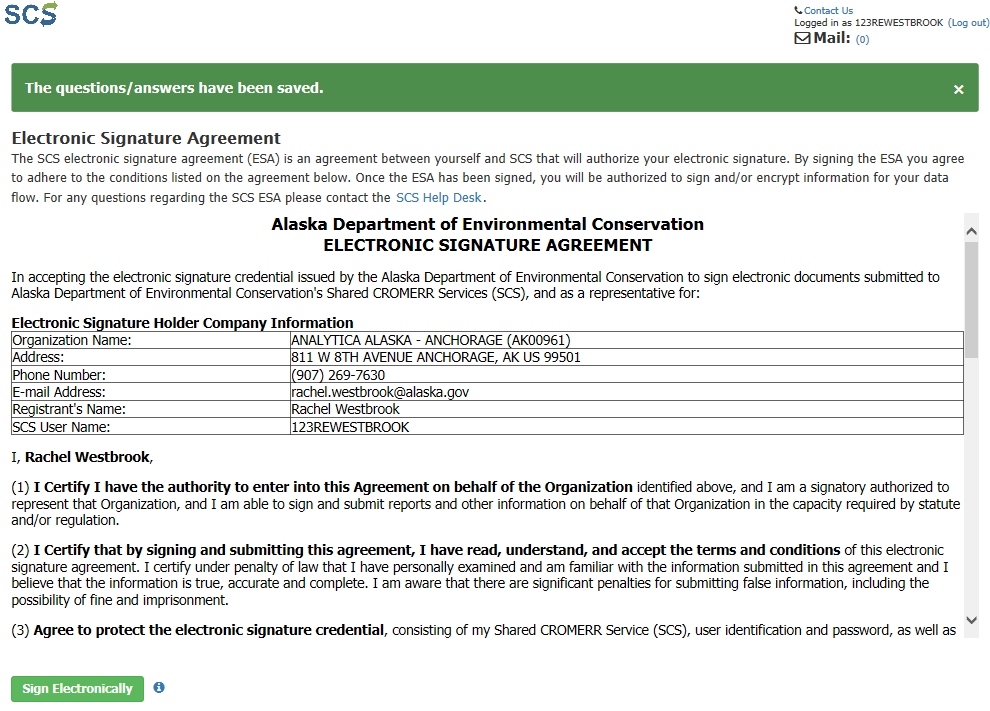 SCS
Contact Us
Logged in as 123REWESTBROOK (Log out)
Mail: (0)
The questions/answers have been saved.
×
Electronic Signature Agreement
The SCS electronic signature agreement (ESA) is an agreement between yourself and SCS that will authorize your electronic signature. By signing the ESA you agree
to adhere to the conditions listed on the agreement below. Once the ESA has been signed, you will be authorized to sign and/or encrypt information for your data
flow. For any questions regarding the SCS ESA please contact the SCS Help Desk.
Alaska Department of Environmental Conservation
ELECTRONIC SIGNATURE AGREEMENT
In accepting the electronic signature credential issued by the Alaska Department of Environmental Conservation to sign electronic documents submitted to
Alaska Department of Environmental Conservation's Shared CROMERR Services (SCS), and as a representative for:
Electronic Signature Holder Company Information
Organization Name: ANALYTICA ALASKA - ANCHORAGE (AK00961)
Address: 811 W 8TH AVENUE ANCHORAGE, AK US 99501
Phone Number: (907) 269-7630
E-mail Address: rachel.westbrook@alaska.gov
Registrant's Name: Rachel Westbrook
SCS User Name: 123REWESTBROOK
I, Rachel Westbrook,
(1) I Certify I have the authority to enter into this Agreement on behalf of the Organization identified above, and I am a signatory authorized to
represent that Organization, and I am able to sign and submit reports and other information on behalf of that Organization in the capacity required by statute
and/or regulation.
(2) I Certify that by signing and submitting this agreement, I have read, understand, and accept the terms and conditions of this electronic
signature agreement. I certify under penalty of law that I have personally examined and am familiar with the information submitted in this agreement and I
believe that the information is true, accurate and complete. I am aware that there are significant penalties for submitting false information, including the
possibility of fine and imprisonment.
(3) Agree to protect the electronic signature credential, consisting of my Shared CROMERR Service (SCS), user identification and password, as well as
Sign Electronically